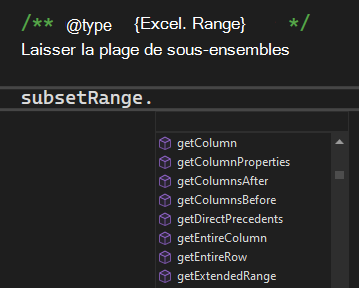 /** @type {Excel. Range} */
Laisser la plage de sous-ensembles
subsetRange.
getColumn
getColumnProperties
getColumnsAfter
getColumnsBefore
getDirectPrecedents
getEntireColumn
getEntireRow
getExtendedRange